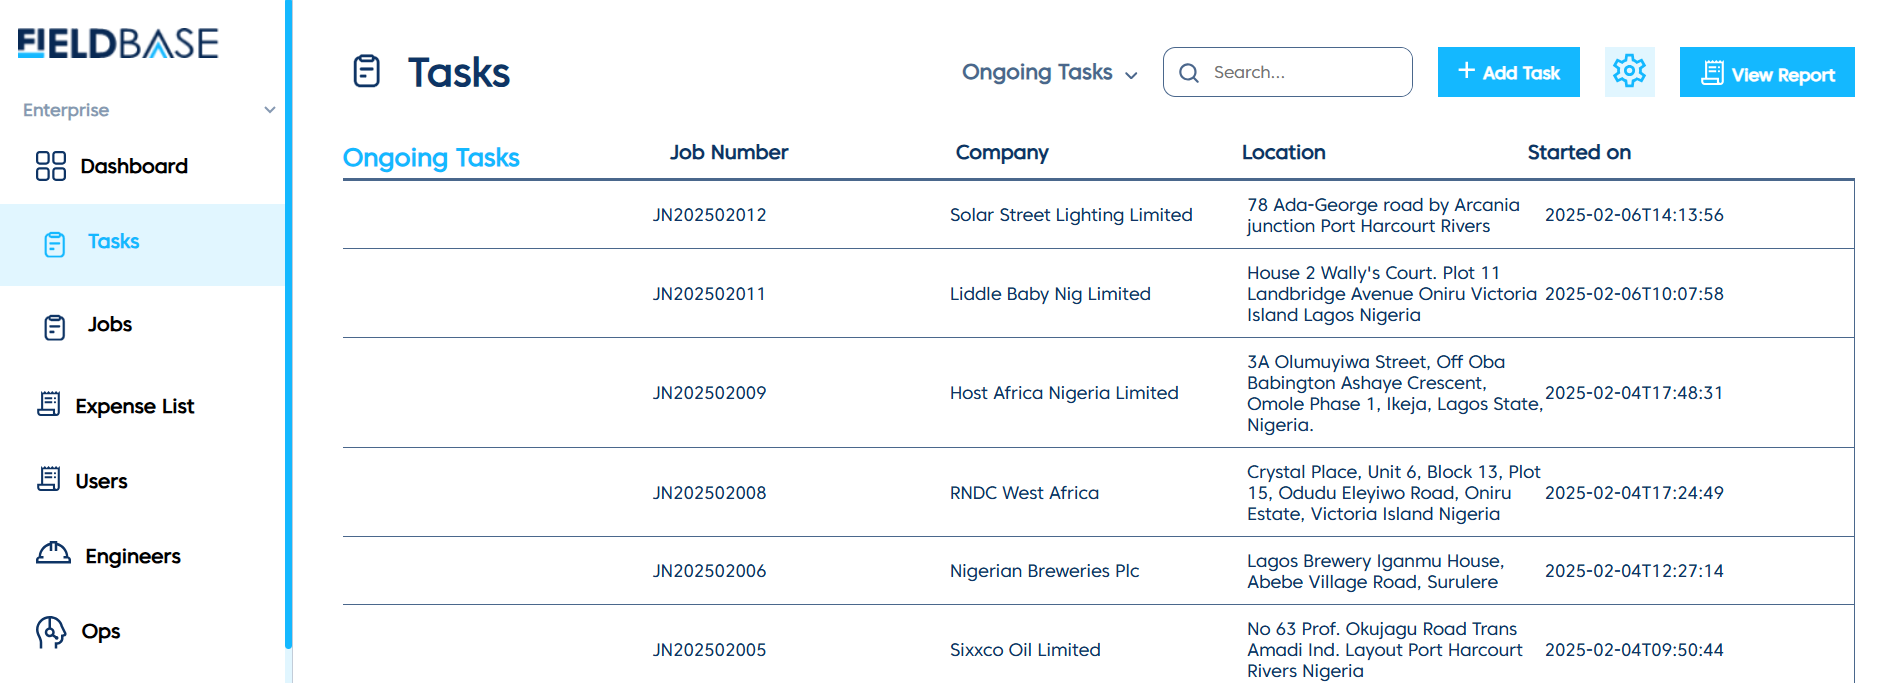 FIELDBASE
Enterprise
Dashboard
Tasks
Jobs
Expense List
Users
Engineers
Ops
Tasks
Ongoing Tasks
Search...
+ Add Task
View Report
Ongoing Tasks
Job Number
Company
Location
Started on
JN202502012
Solar Street Lighting Limited
78 Ada-George road by Arcania
junction Port Harcourt Rivers
2025-02-06T14:13:56
JN202502011
Liddle Baby Nig Limited
House 2 Wally's Court. Plot 11
Landbridge Avenue Oniru Victoria
Island Lagos Nigeria
2025-02-06T10:07:58
JN202502009
Host Africa Nigeria Limited
3A Olumuyiwa Street, Off Oba
Babington Ashaye Crescent,
Omole Phase 1, Ikeja, Lagos State,
Nigeria.
2025-02-04T17:48:31
JN202502008
RNDC West Africa
Crystal Place, Unit 6, Block 13, Plot
15, Odudu Eleyiwo Road, Oniru
Estate, Victoria Island Nigeria
2025-02-04T17:24:49
JN202502006
Nigerian Breweries Plc
Lagos Brewery Iganmu House,
Abebe Village Road, Surulere
2025-02-04T12:27:14
JN202502005
Sixxco Oil Limited
No 63 Prof. Okujagu Road Trans
Amadi Ind. Layout Port Harcourt
Rivers Nigeria
2025-02-04T09:50:44